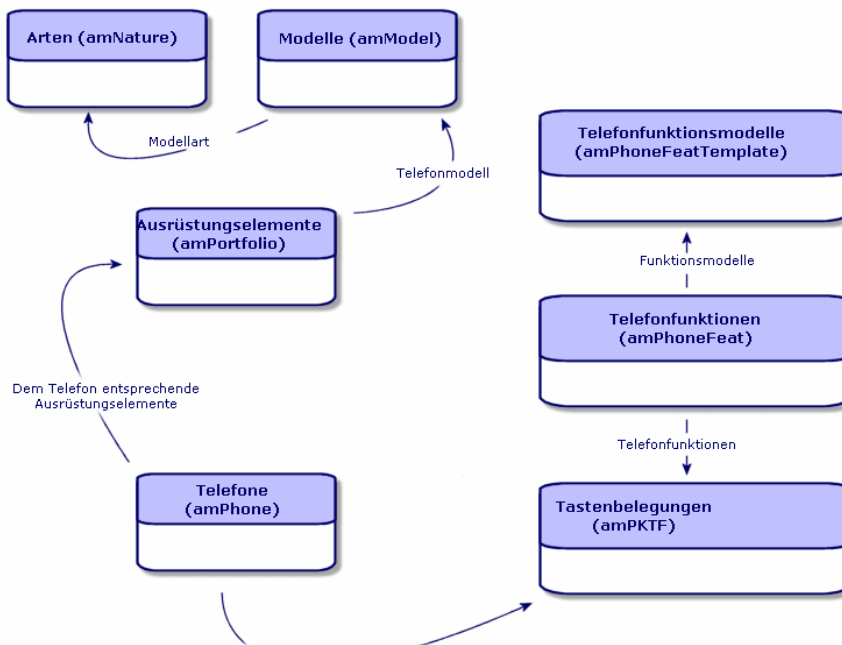 Arten (amNature)
Modelle (amModel)
Modellart
Telefonmodell
Telefonfunktionsmodelle
(amPhoneFeatTemplate)
Ausrüstungselemente
(amPortfolio)
Funktionsmodelle
Telefonfunktionen
(amPhoneFeat)
Dem Telefon entsprechende
Ausrüstungselemente
Telefonfunktionen
Telefone
(amPhone)
Tastenbelegungen
(amPKTF)